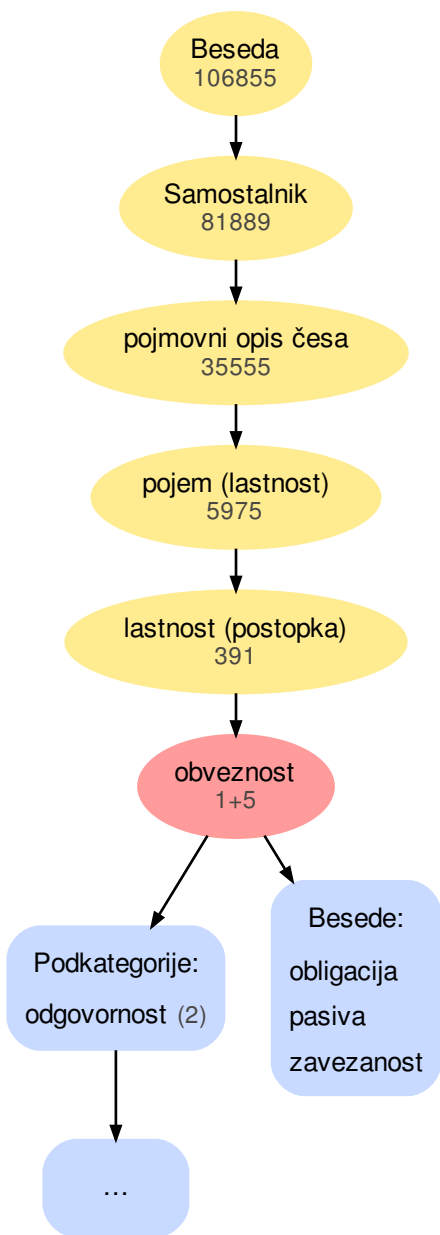 Beseda
106855
Samostalnik
81889
pojmovni opis česa
35555
pojem (lastnost)
5975
lastnost (postopka)
391
obveznost
1+5
Podkategorije:
odgovornost (2)
...
Besede:
obligacija
pasiva
zavezanost